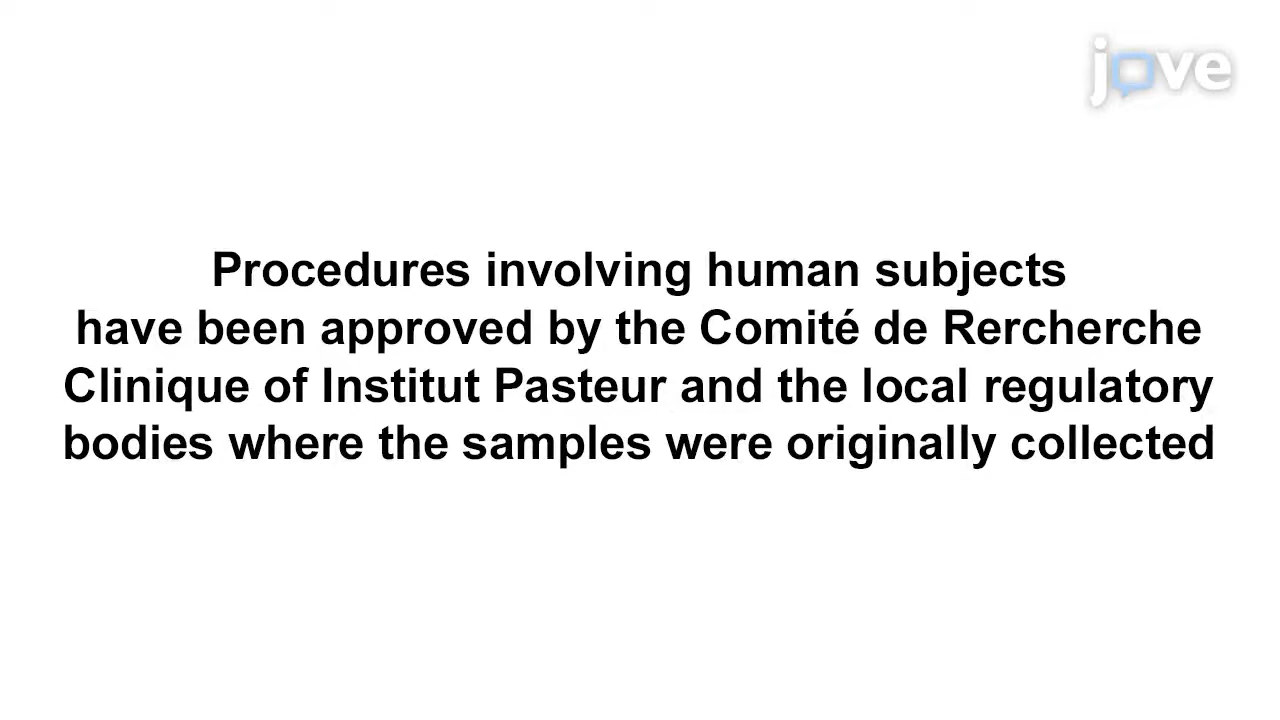 jove
Procedures involving human subjects
have been approved by the Comité de Rercherche
Clinique of Institut Pasteur and the local regulatory
bodies where the samples were originally collected